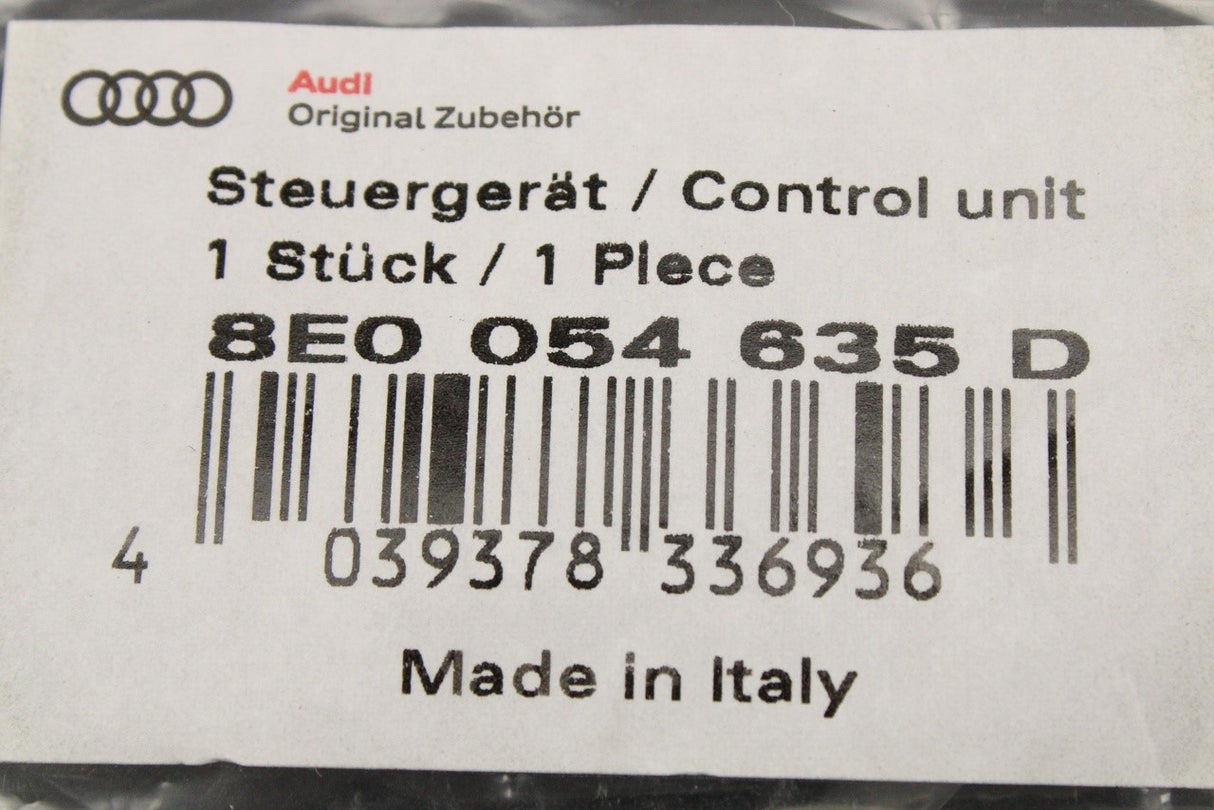 Audi
Original Zubehör
Steuergerät / Control unit
1 Stück / 1 Piece
8E0 054 635 D
4 039378 336936
Made in Italy